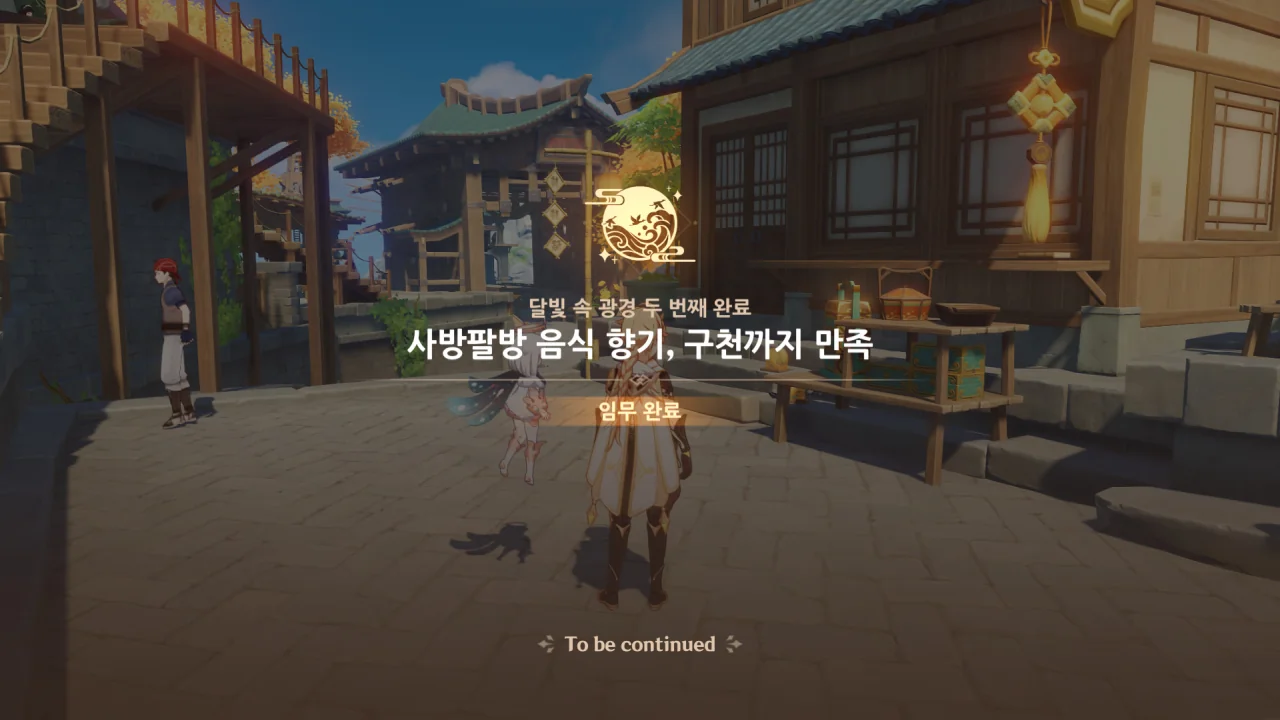 달빛 속 광경 두 번째 완료
사방팔방 음식 향기, 구천까지 만족
임무 완료
To be continued